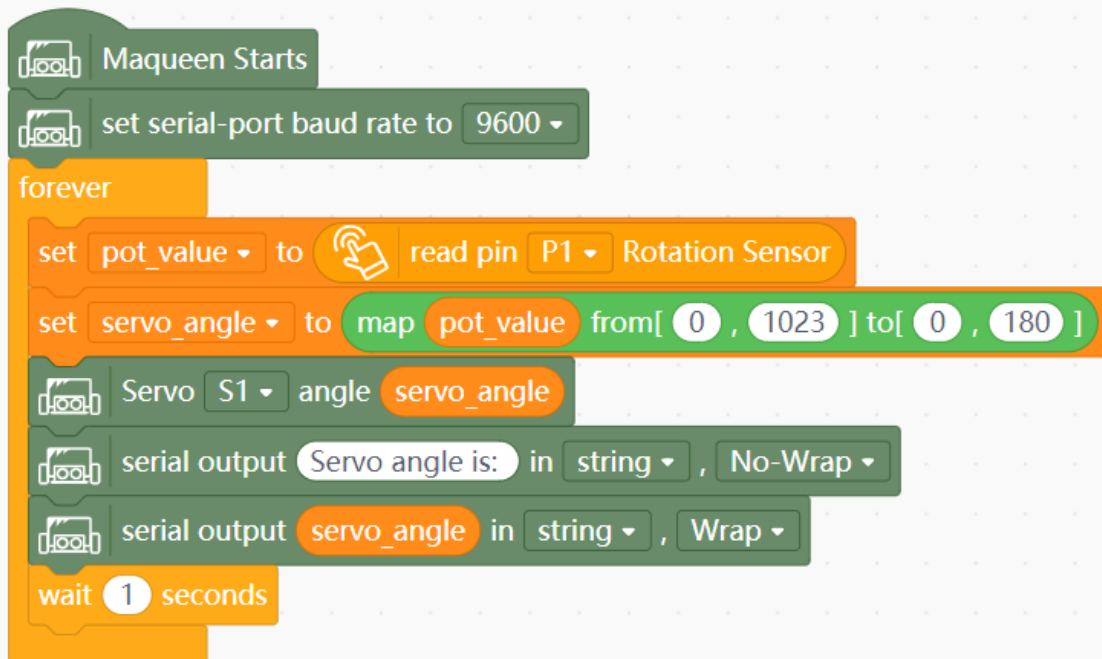 Maqueen Starts
set serial-port baud rate to 9600
forever
set pot_value to read pin P1 Rotation Sensor
set servo_angle to map pot_value from[ 0 , 1023 ] to[ 0 , 180 ]
Servo S1 angle servo_angle
serial output Servo angle is: in string , No-Wrap
serial output servo_angle in string , Wrap
wait 1 seconds